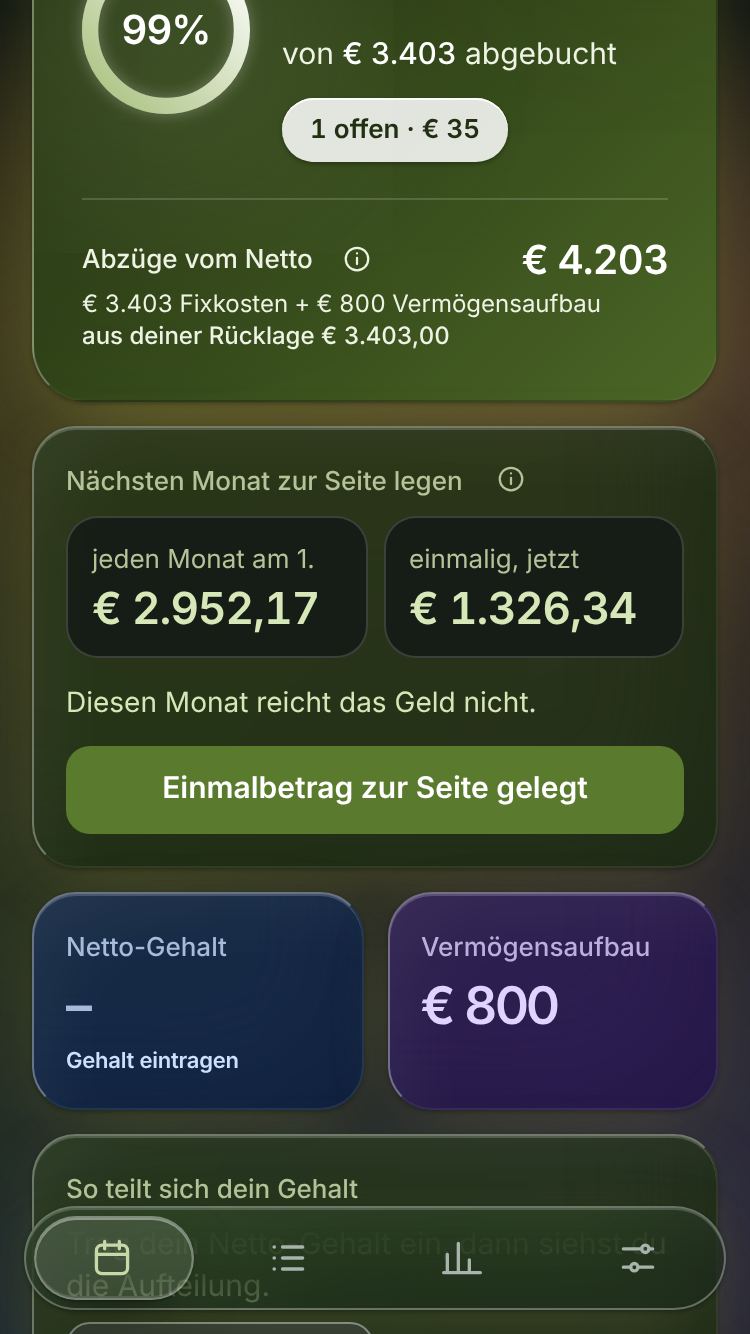 99%
von € 3.403 abgebucht
1 offen · € 35
Abzüge vom Netto
€ 4.203
€ 3.403 Fixkosten + € 800 Vermögensaufbau
aus deiner Rücklage € 3.403,00
Nächsten Monat zur Seite legen
jeden Monat am 1.
€ 2.952,17
einmalig, jetzt
€ 1.326,34
Diesen Monat reicht das Geld nicht.
Einmalbetrag zur Seite gelegt
Netto-Gehalt
–
Gehalt eintragen
Vermögensaufbau
€ 800
So teilt sich dein Gehalt
dein Netto-Gehalt ein, dann siehst du
die Aufteilung.